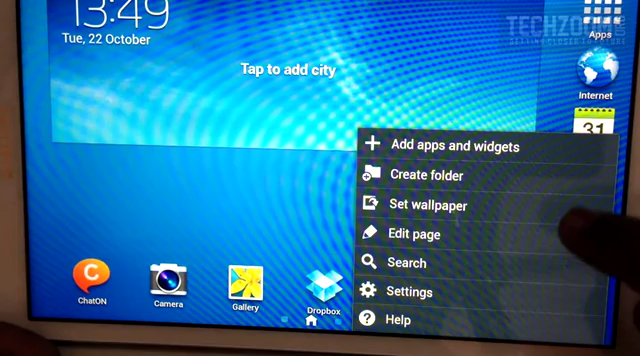 13:49
Tue, 22 October
Tap to add city
TECHZOOM
Apps
Internet
31
Add apps and widgets
Create folder
Set wallpaper
Edit page
Search
Settings
Help
C
ChatON
Camera
Gallery
Dropbox